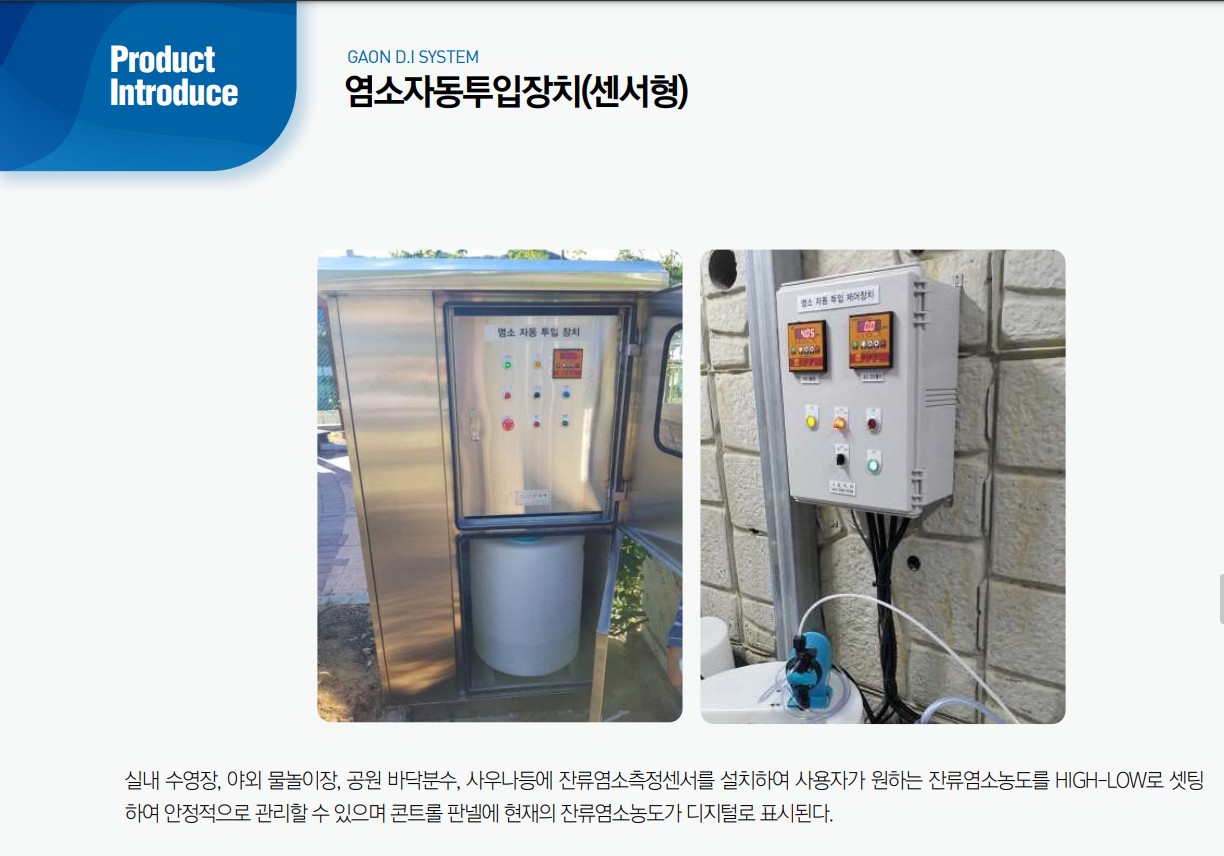 Product
Introduce
GAON D.I SYSTEM
염소자동투입장치(센서형)
염소 자동 투입 장치
염소 자동 투입 제어장치
4.05
0.0
실내 수영장, 야외 물놀이장, 공원 바닥분수, 사우나등에 잔류염소측정센서를 설치하여 사용자가 원하는 잔류염소농도를 HIGH-LOW로 셋팅
하여 안정적으로 관리할 수 있으며 콘트롤 판넬에 현재의 잔류염소농도가 디지털로 표시된다.